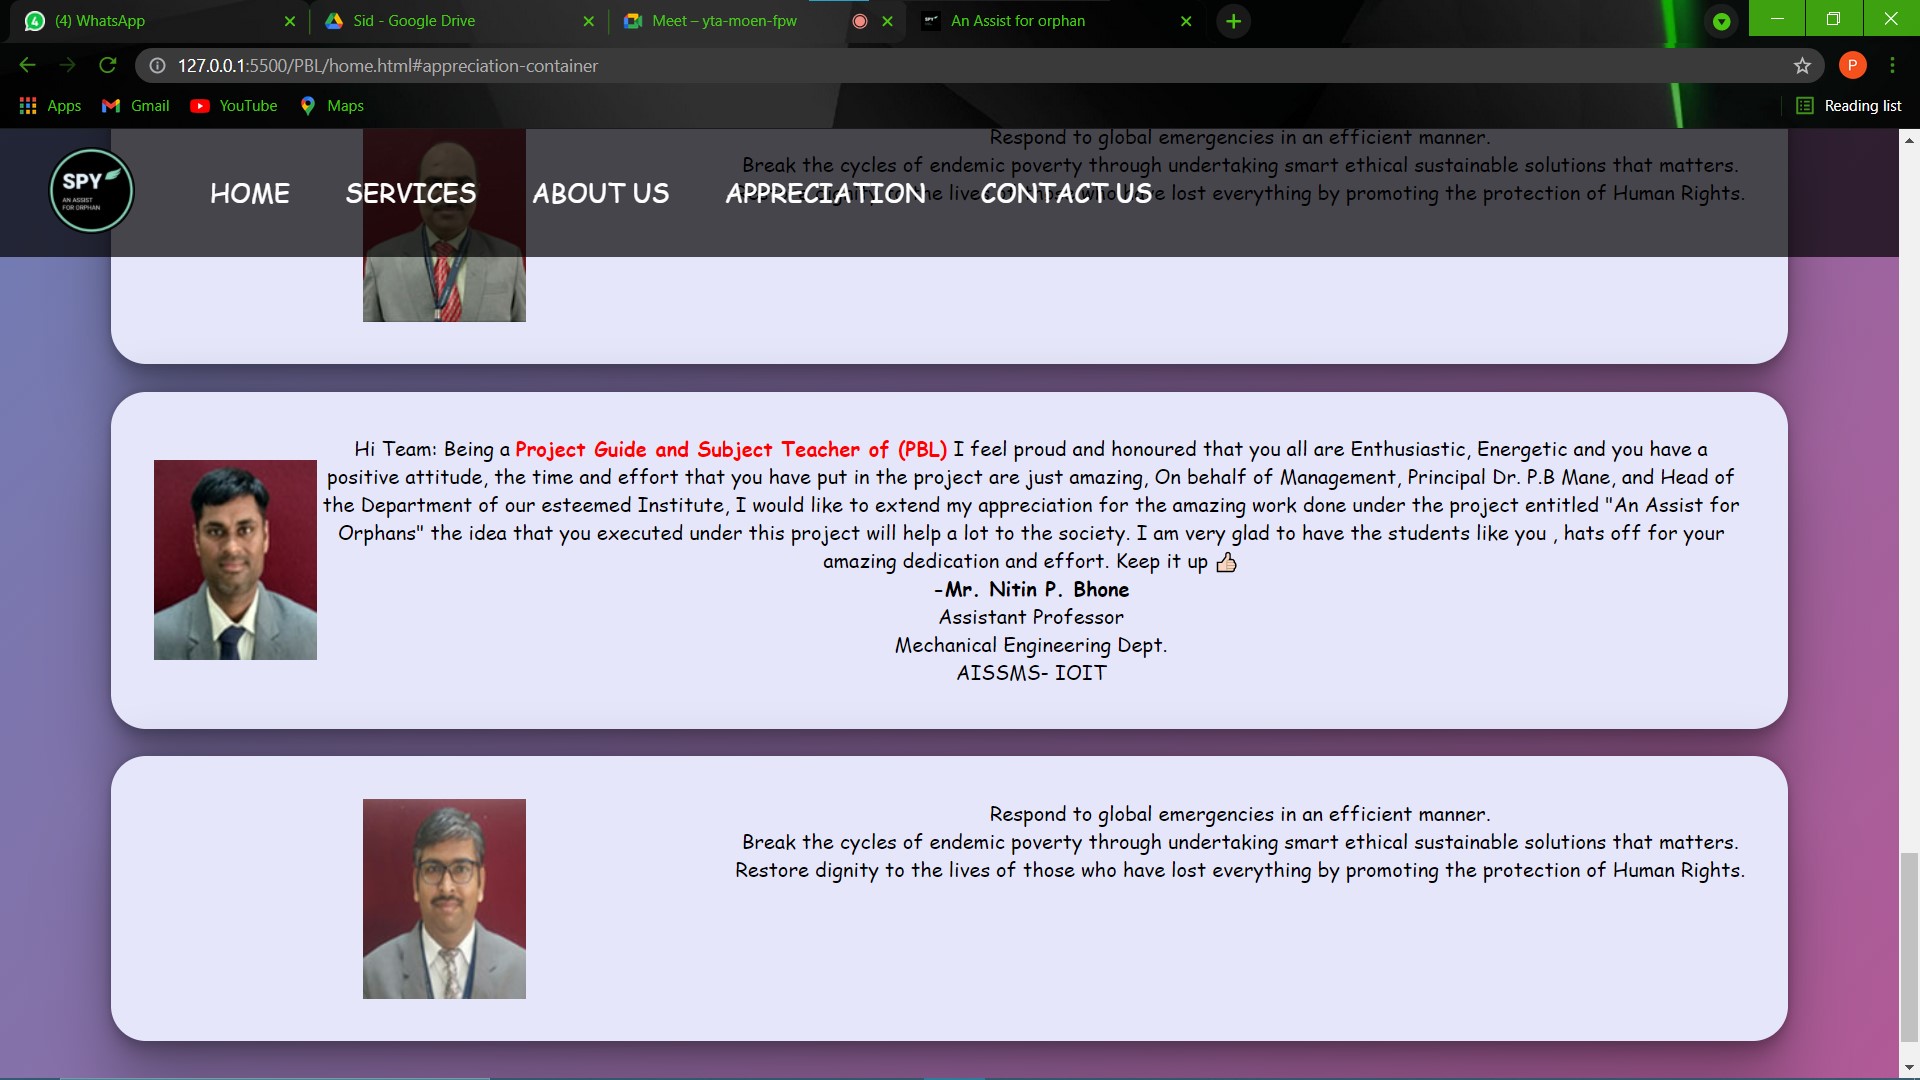 (4) WhatsApp
Sid - Google Drive
Meet – yta-moen-fpw
An Assist for orphan
127.0.0.1:5500/PBL/home.html#appreciation-container
P
Apps
Gmail
YouTube
Maps
Reading list
Respond to global emergencies in an efficient manner.
Break the cycles of endemic poverty through undertaking smart ethical sustainable solutions that matters.
Restore dignity to the lives of those who have lost everything by promoting the protection of Human Rights.
SPY
AN ASSIST
FOR ORPHAN
HOME SERVICES ABOUT US APPRECIATION CONTACT US
Hi Team: Being a Project Guide and Subject Teacher of (PBL) I feel proud and honoured that you all are Enthusiastic, Energetic and you have a
positive attitude, the time and effort that you have put in the project are just amazing, On behalf of Management, Principal Dr. P.B Mane, and Head of
the Department of our esteemed Institute, I would like to extend my appreciation for the amazing work done under the project entitled "An Assist for
Orphans" the idea that you executed under this project will help a lot to the society. I am very glad to have the students like you , hats off for your
amazing dedication and effort. Keep it up 👍🏻
-Mr. Nitin P. Bhone
Assistant Professor
Mechanical Engineering Dept.
AISSMS- IOIT
Respond to global emergencies in an efficient manner.
Break the cycles of endemic poverty through undertaking smart ethical sustainable solutions that matters.
Restore dignity to the lives of those who have lost everything by promoting the protection of Human Rights.